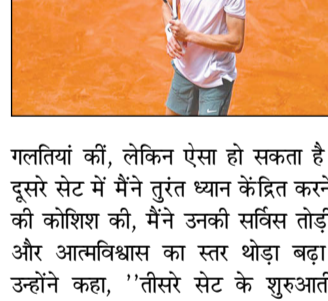 गलतियां कीं, लेकिन ऐसा हो सकता है
दूसरे सेट में मैंने तुरंत ध्यान केंद्रित करने
की कोशिश की, मैंने उनकी सर्विस तोड़ी
और आत्मविश्वास का स्तर थोड़ा बढ़ा
उन्होंने कहा, ’’तीसरे सेट के शुरुआती